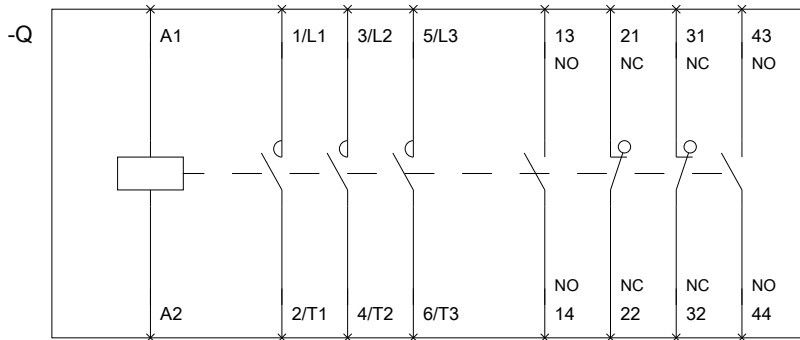 -Q A1 1/L1 3/L2 5/L3 13 21 31 43
NO NC NC NO
NO NC NC NO
A2 2/T1 4/T2 6/T3 14 22 32 44